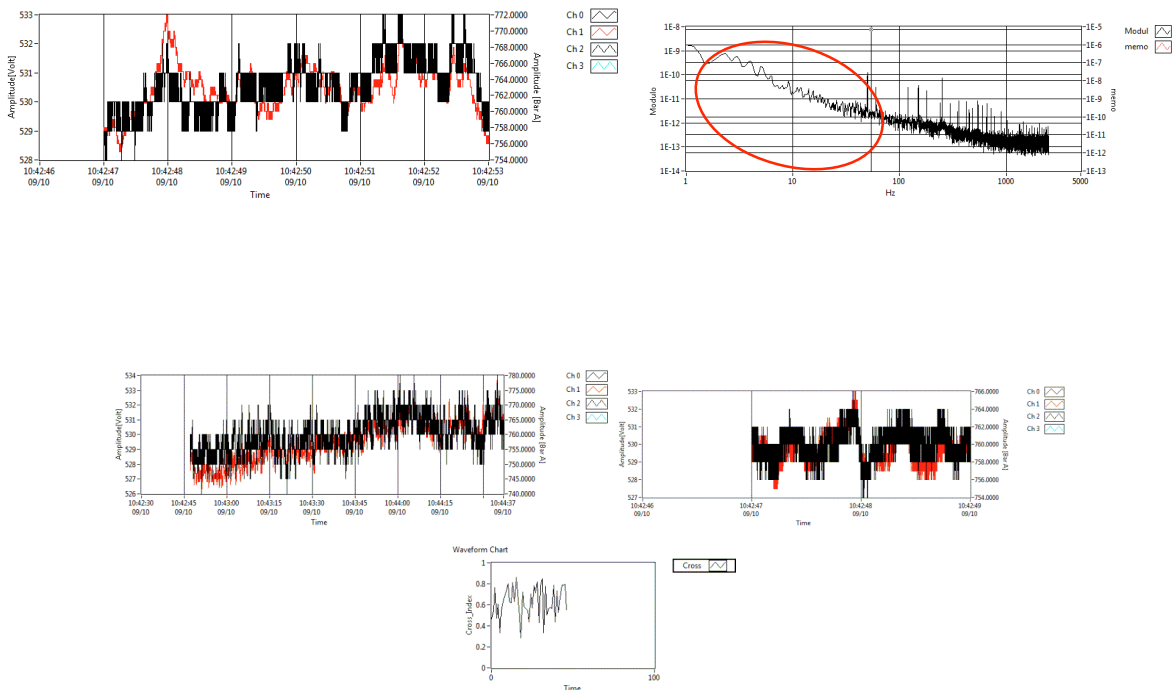 533
532
531
530
529
528
Amplitude[Volt]
772.0000
770.0000
768.0000
766.0000
764.0000
762.0000
760.0000
758.0000
756.0000
754.0000
Amplitude [Bar A]
10:42:46 10:42:47 10:42:48 10:42:49 10:42:50 10:42:51 10:42:52 10:42:53
09/10 09/10 09/10 09/10 09/10 09/10 09/10 09/10
Time
Ch 0
Ch 1
Ch 2
Ch 3
1E-8
1E-9
1E-10
1E-11
1E-12
1E-13
1E-14
Modulo
1E-5
1E-6
1E-7
1E-8
1E-9
1E-10
1E-11
1E-12
1E-13
memo
1 10 100 1000 5000
Hz
Modul
memo
534
533
532
531
530
529
528
527
526
Amplitude[Volt]
780.0000
775.0000
770.0000
765.0000
760.0000
755.0000
750.0000
745.0000
740.0000
Amplitude [Bar A]
10:42:30 10:42:45 10:43:00 10:43:15 10:43:30 10:43:45 10:44:00 10:44:15 10:44:37
09/10 09/10 09/10 09/10 09/10 09/10 09/10 09/10 09/10
Time
Ch 0
Ch 1
Ch 2
Ch 3
533
532
531
530
529
528
527
Amplitude[Volt]
766.0000
764.0000
762.0000
760.0000
758.0000
756.0000
754.0000
Amplitude [Bar A]
10:42:46 10:42:47 10:42:48 10:42:49
09/10 09/10 09/10 09/10
Time
Ch 0
Ch 1
Ch 2
Ch 3
Waveform Chart
Cross
1
0.8
0.6
0.4
0.2
0
Cross_Index
0 100
Time